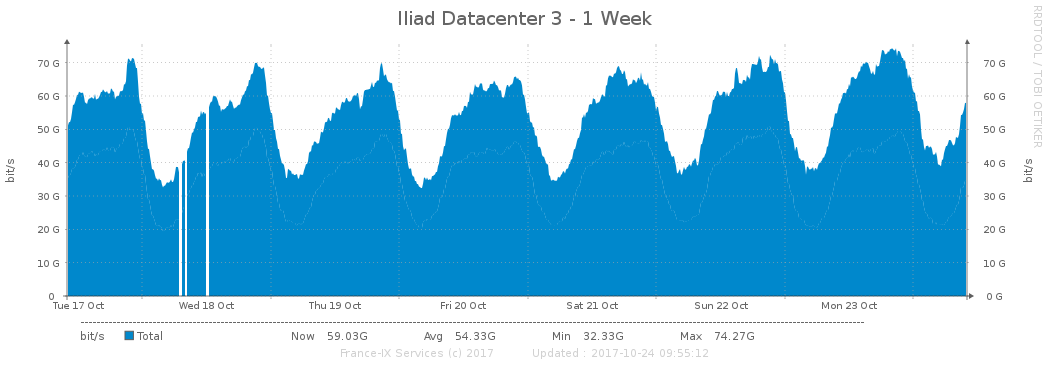 Iliad Datacenter 3 - 1 Week
RRDTOOL / TOBI OETIKER
bit/s
bit/s
70 G 70 G
60 G 60 G
50 G 50 G
40 G 40 G
30 G 30 G
20 G 20 G
10 G 10 G
0 0 G
Tue 17 Oct Wed 18 Oct Thu 19 Oct Fri 20 Oct Sat 21 Oct Sun 22 Oct Mon 23 Oct
bit/s Total Now 59.03G Avg 54.33G Min 32.33G Max 74.27G
France-IX Services (c) 2017 Updated : 2017-10-24 09:55:12